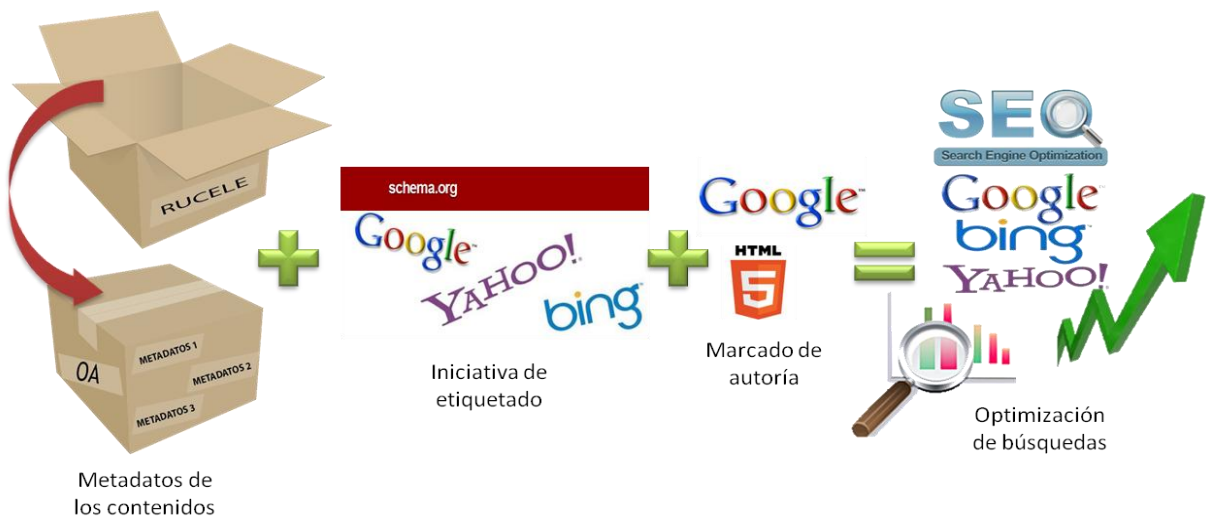 RUCELE
OA
METADATOS 1
METADATOS 2
METADATOS 3
Metadatos de
los contenidos
schema.org
Google
YAHOO!
bing
Iniciativa de
etiquetado
Google
HTML
5
Marcado de
autoría
SEO
Search Engine Optimization
Google
bing
YAHOO!
Optimización
de búsquedas